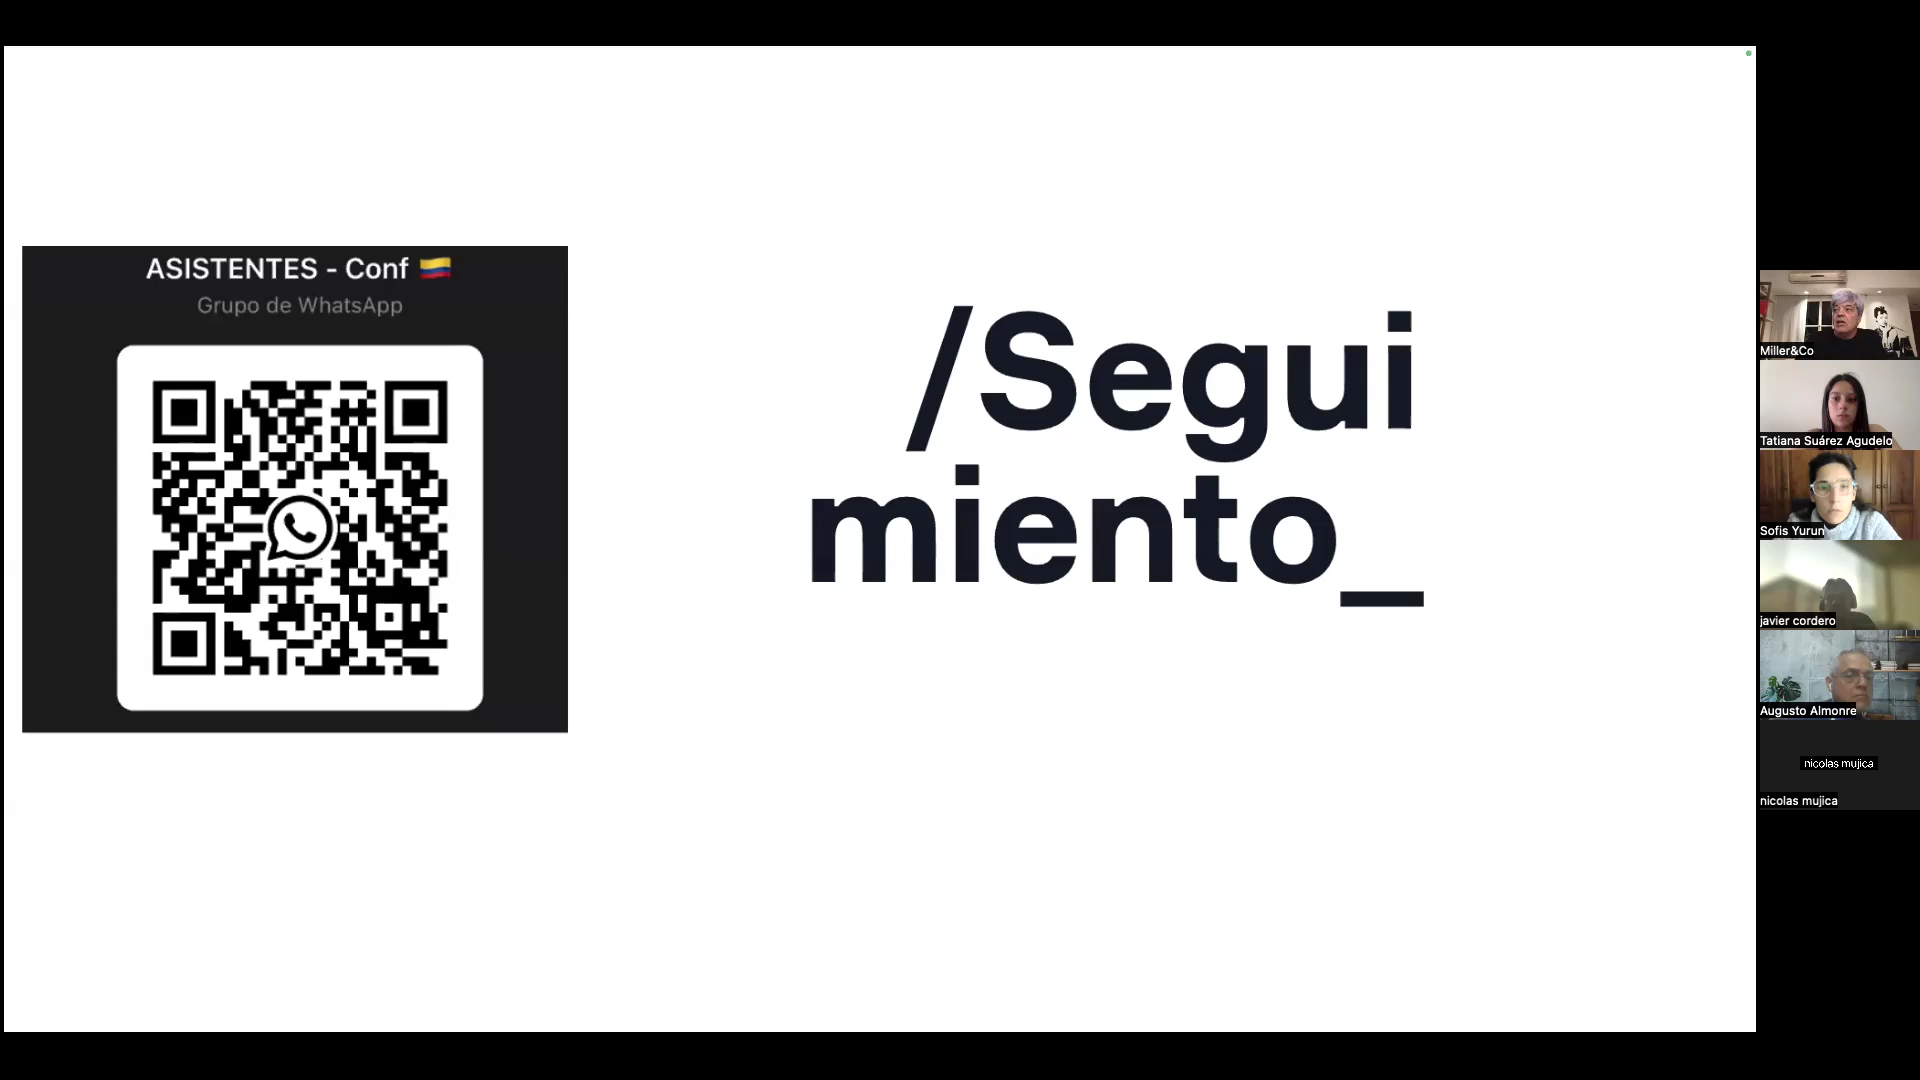 ASISTENTES - Conf 🇨🇴
Grupo de WhatsApp
/Segui
miento_
Miller&Co
Tatiana Suárez Agudelo
Sofis Yurun
javier cordero
Augusto Almonre
nicolas mujica
nicolas mujica